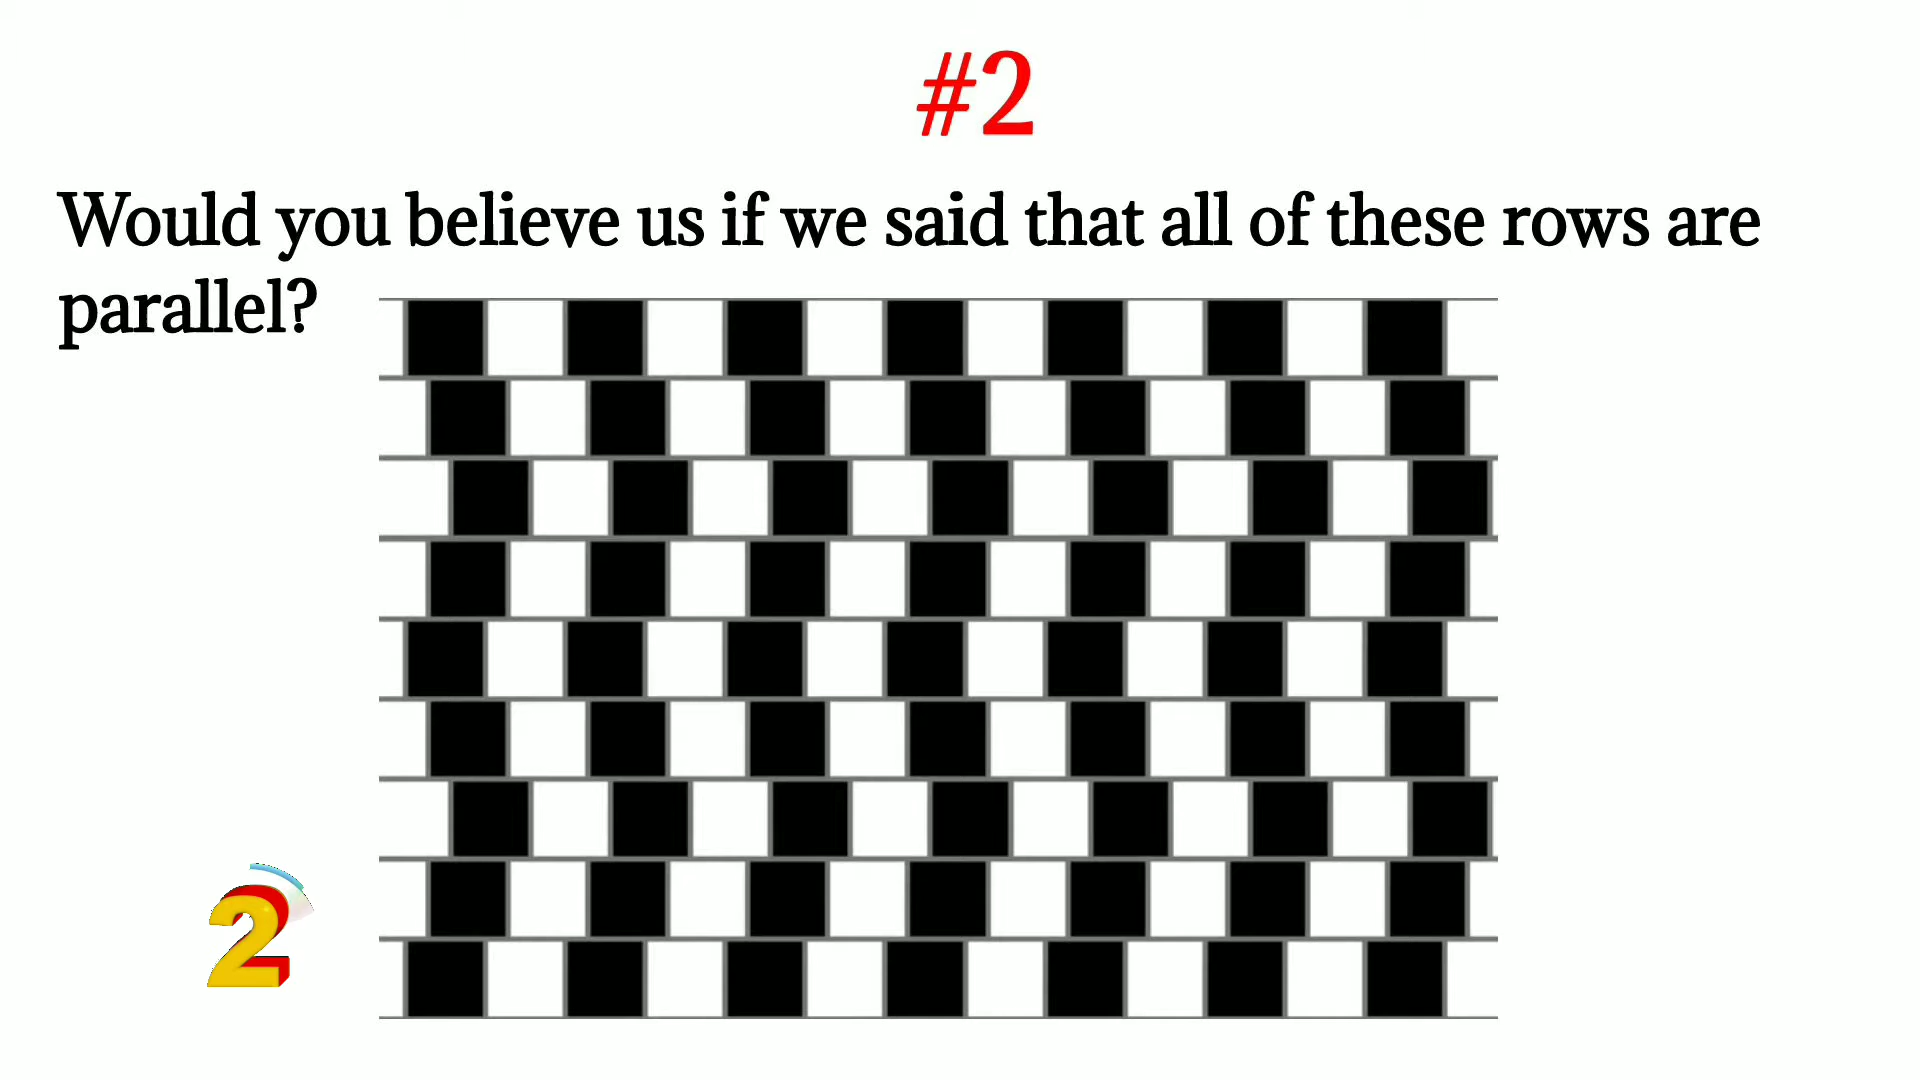 #2
Would you believe us if we said that all of these rows are
parallel?
2